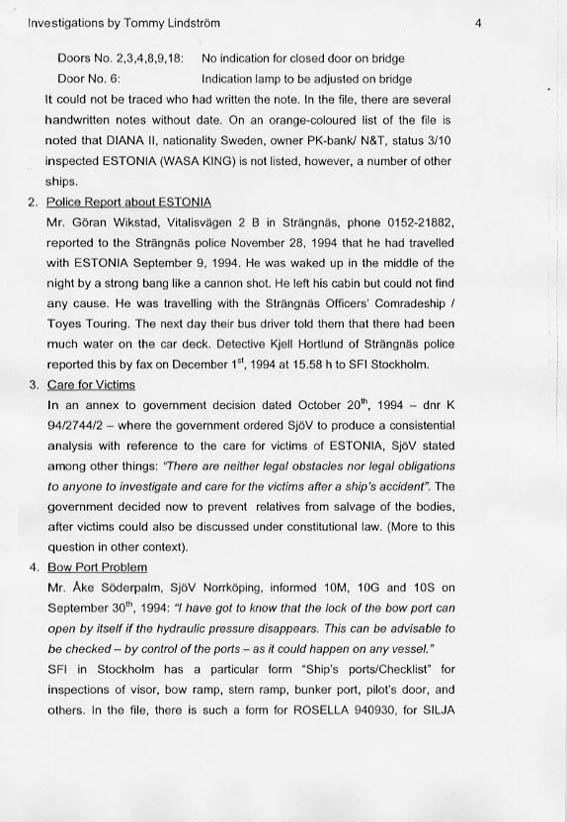 Investigations by Tommy Lindström 4
Doors No. 2,3,4,8,9,18: No indication for closed door on bridge
Door No. 6: Indication lamp to be adjusted on bridge
It could not be traced who had written the note. In the file, there are several
handwritten notes without date. On an orange-coloured list of the file is
noted that DIANA II, nationality Sweden, owner PK-bank/ N&T, status 3/10
inspected ESTONIA (WASA KING) is not listed, however, a number of other
ships.
2. Police Report about ESTONIA
Mr. Göran Wikstad, Vitalisvägen 2 B in Strängnäs, phone 0152-21882,
reported to the Strängnäs police November 28, 1994 that he had travelled
with ESTONIA September 9, 1994. He was waked up in the middle of the
night by a strong bang like a cannon shot. He left his cabin but could not find
any cause. He was travelling with the Strängnäs Officers' Comradeship /
Toyes Touring. The next day their bus driver told them that there had been
much water on the car deck. Detective Kjell Hortlund of Strängnäs police
reported this by fax on December 1st, 1994 at 15.58 h to SFI Stockholm.
3. Care for Victims
In an annex to government decision dated October 20th, 1994 – dnr K
94/2744/2 – where the government ordered SjöV to produce a consistential
analysis with reference to the care for victims of ESTONIA, SjöV stated
among other things: "There are neither legal obstacles nor legal obligations
to anyone to investigate and care for the victims after a ship's accident". The
government decided now to prevent relatives from salvage of the bodies,
after victims could also be discussed under constitutional law. (More to this
question in other context).
4. Bow Port Problem
Mr. Åke Söderpalm, SjöV Norrköping, informed 10M, 10G and 10S on
September 30th, 1994: "I have got to know that the lock of the bow port can
open by itself if the hydraulic pressure disappears. This can be advisable to
be checked – by control of the ports – as it could happen on any vessel."
SFI in Stockholm has a particular form "Ship's ports/Checklist" for
inspections of visor, bow ramp, stern ramp, bunker port, pilot's door, and
others. In the file, there is such a form for ROSELLA 940930, for SILJA